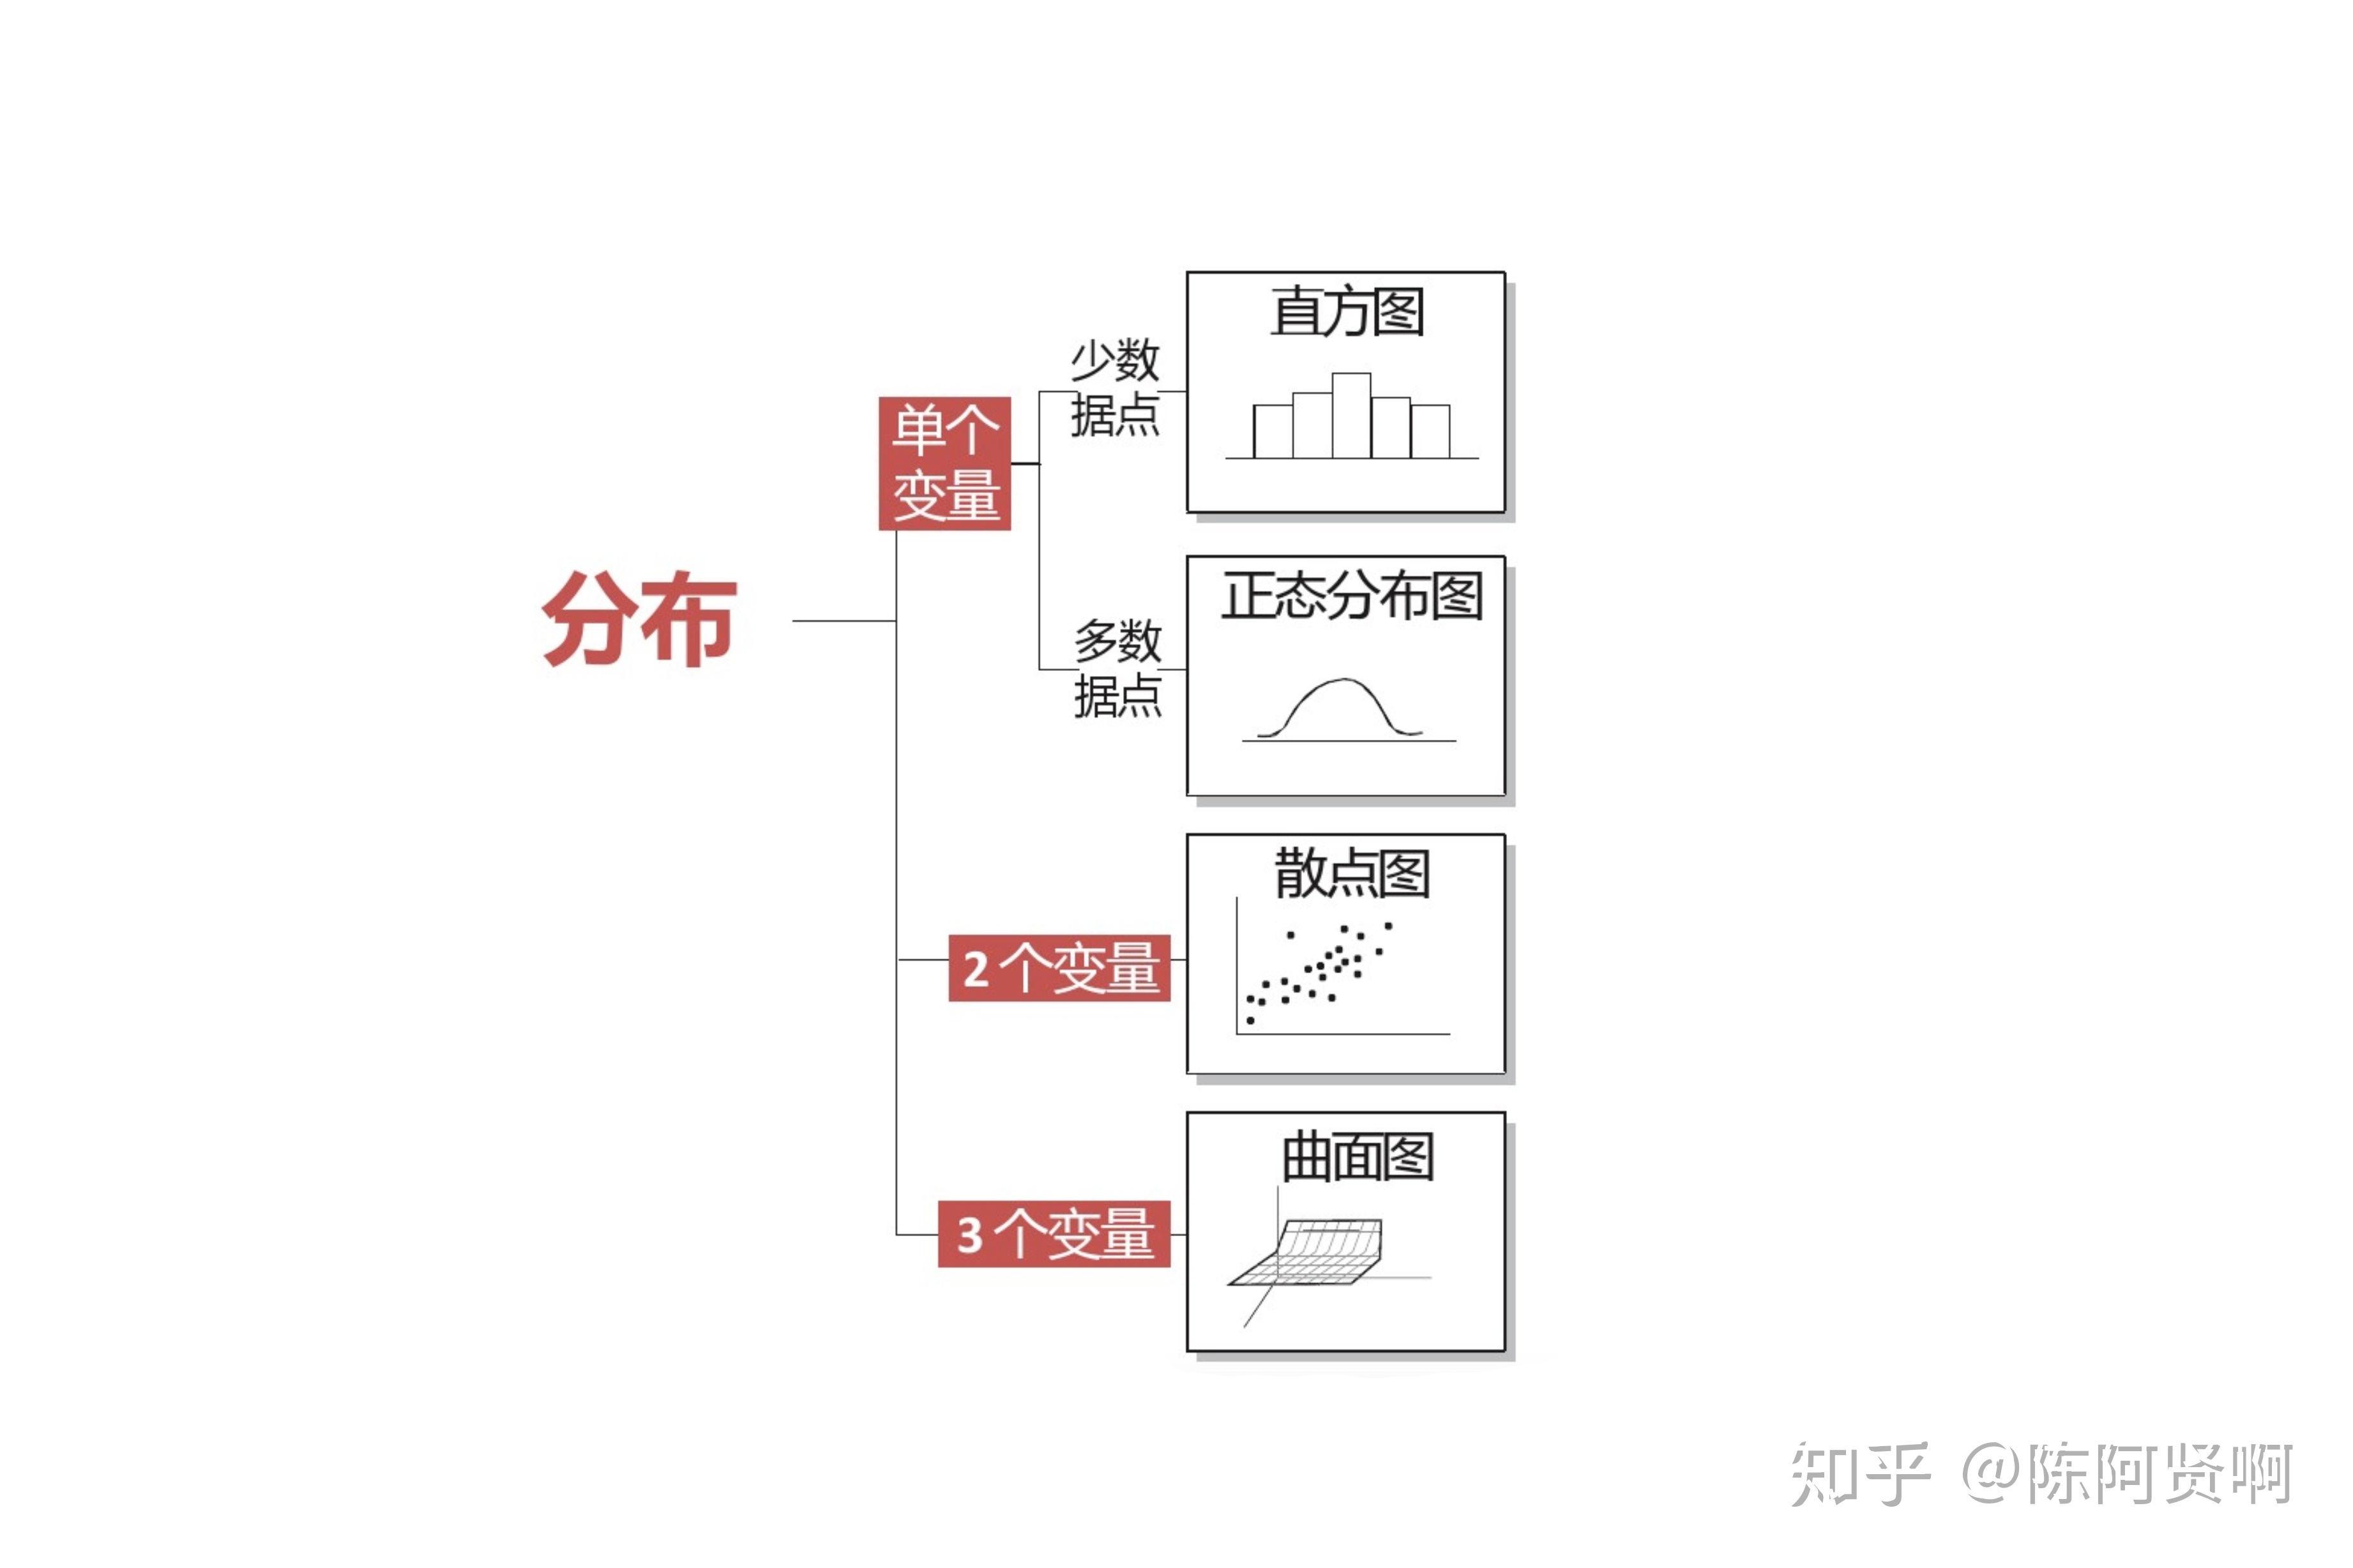 分布
单个
变量
少数
据点
直方图
多数
据点
正态分布图
2个变量
散点图
3个变量
曲面图
知乎 @陈阿贤啊